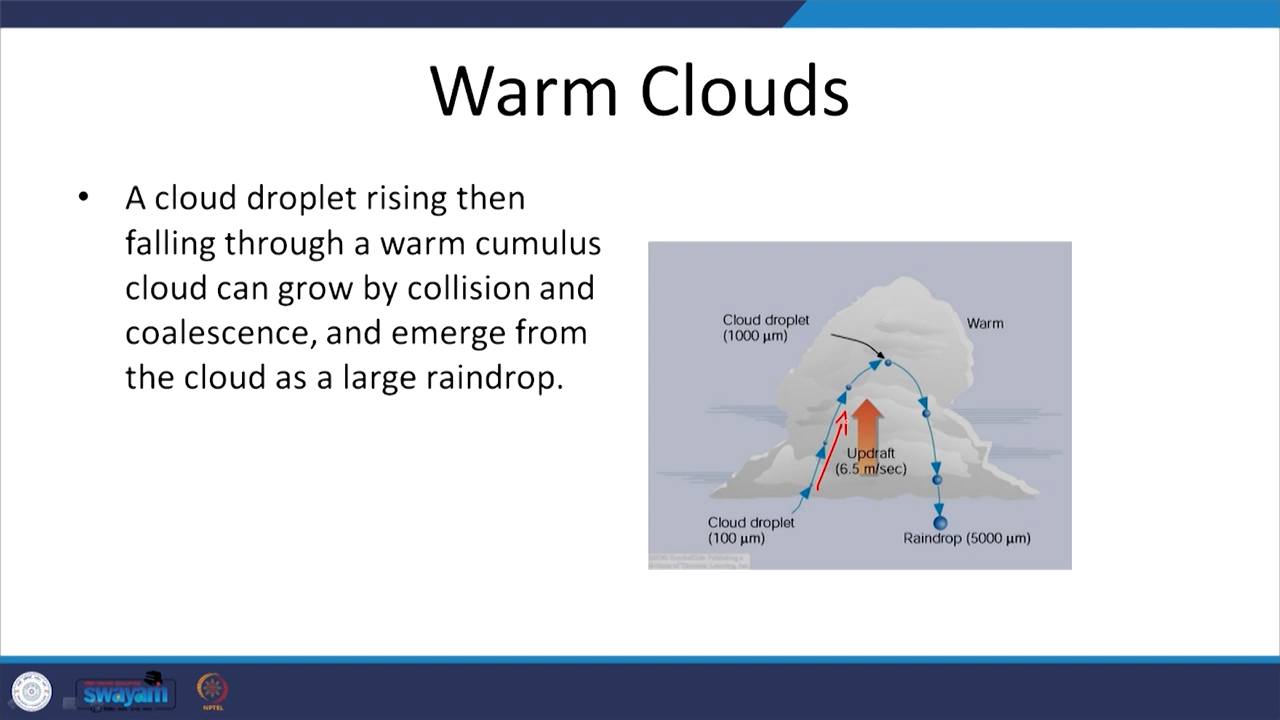 Warm Clouds
• A cloud droplet rising then
falling through a warm cumulus
cloud can grow by collision and
coalescence, and emerge from
the cloud as a large raindrop.
Cloud droplet
(1000 μm)
Warm
Updraft
(6.5 m/sec)
Cloud droplet
(100 μm)
Raindrop (5000 μm)
swayam
NPTEL